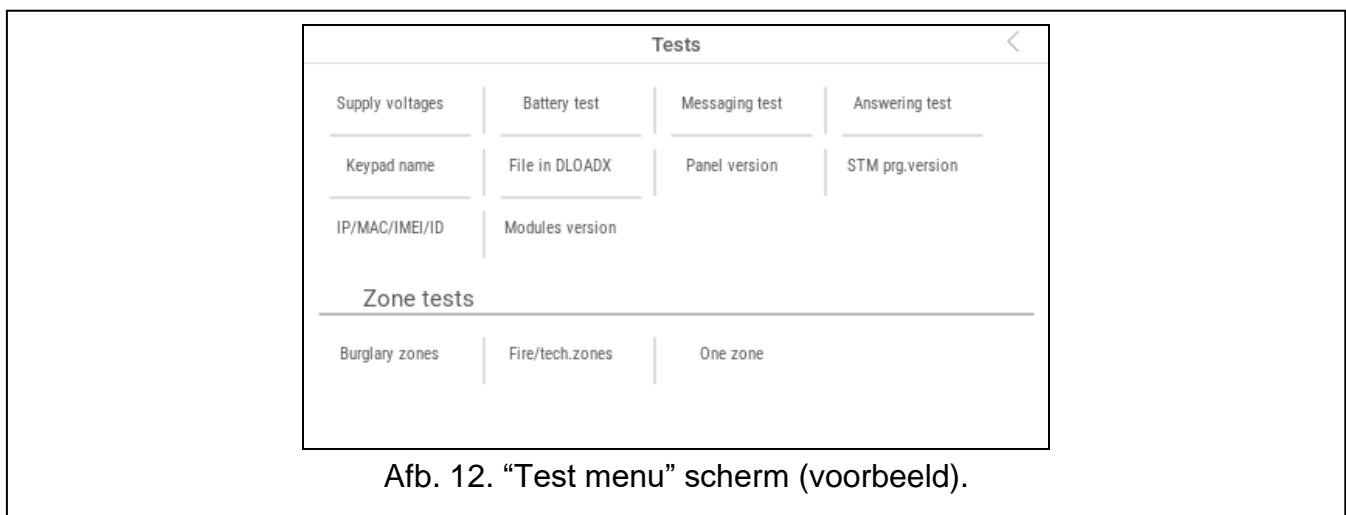 Tests
Supply voltages Battery test Messaging test Answering test
Keypad name File in DLOADX Panel version STM prg.version
IP/MAC/IMEI/ID Modules version
Zone tests
Burglary zones Fire/tech.zones One zone
Afb. 12. “Test menu” scherm (voorbeeld).